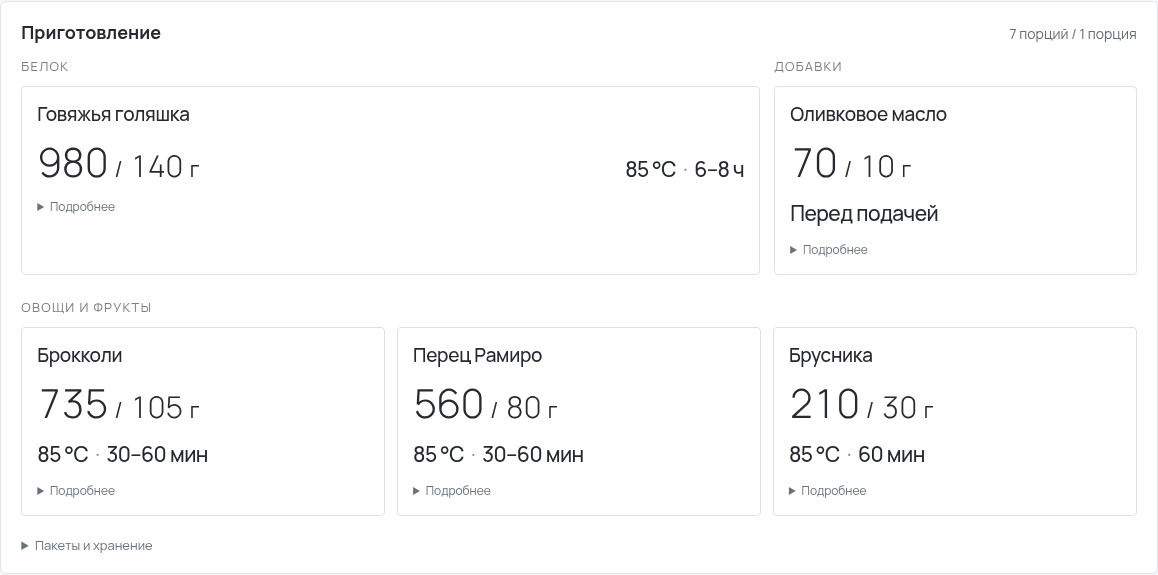 Приготовление
7 порций / 1 порция
БЕЛОК
Говяжья голяшка
980 / 140 г
85 °C · 6–8 ч
▶ Подробнее
ДОБАВКИ
Оливковое масло
70 / 10 г
Перед подачей
▶ Подробнее
ОВОЩИ И ФРУКТЫ
Брокколи
735 / 105 г
85 °C · 30–60 мин
▶ Подробнее
Перец Рамиро
560 / 80 г
85 °C · 30–60 мин
▶ Подробнее
Брусника
210 / 30 г
85 °C · 60 мин
▶ Подробнее
▶ Пакеты и хранение